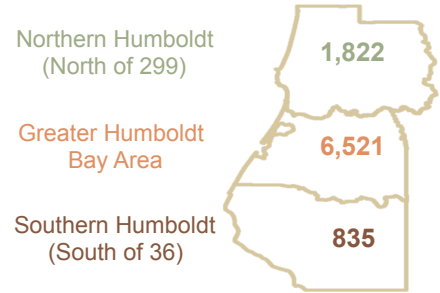 Northern Humboldt
(North of 299)
1,822
Greater Humboldt
Bay Area
6,521
Southern Humboldt
(South of 36)
835